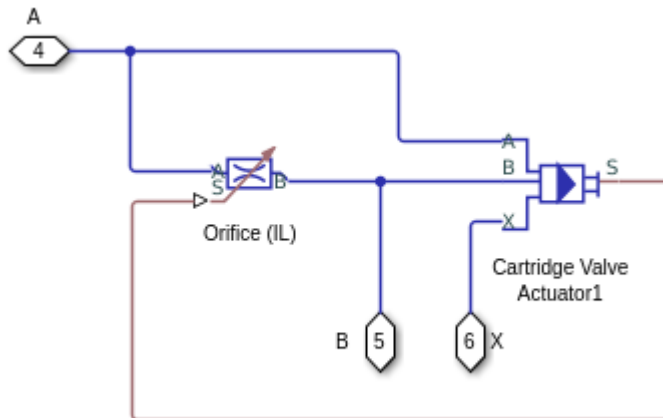 A
4
A
A
B
S
B
S
X
Orifice (IL)
Cartridge Valve
Actuator1
B
5
6
X